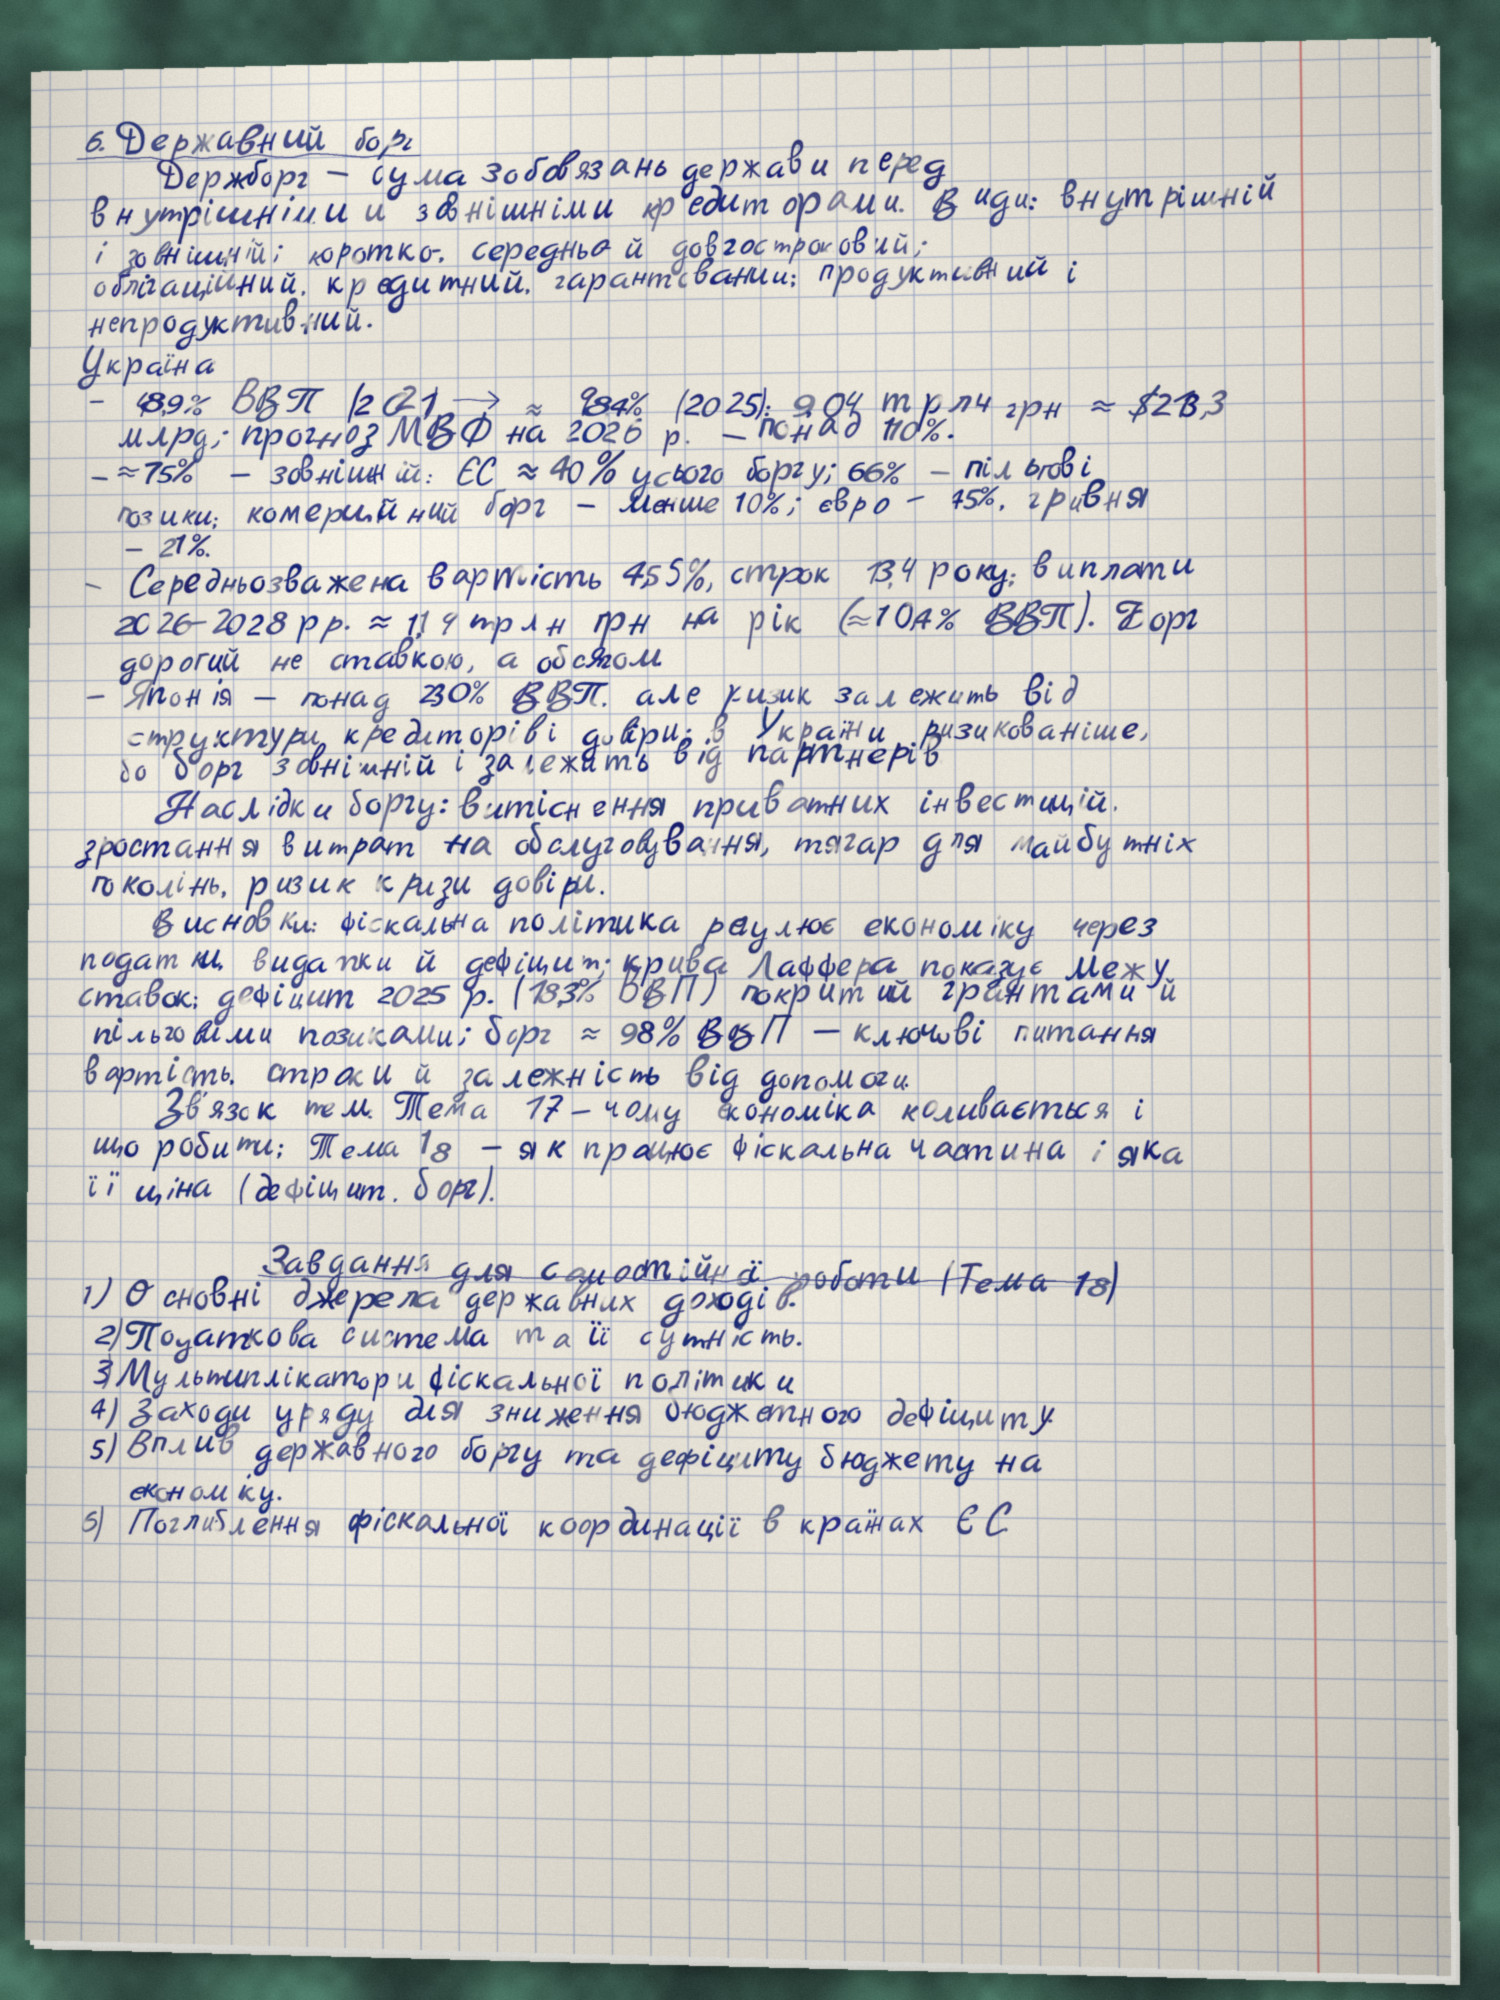 6. Державний борг
Держборг — сума зобов'язань держави перед
внутрішніми и зовнішніми кредиторами. Види: внутрішній
і зовнішній; коротко-, середньо й довгостроковий;
облігаційний, кредитний, гарантований; продуктивний і
непродуктивний.
Україна
- 48,9% ВВП (2021) → ≈ 98,4% (2025): 9,04 трлн грн ≈ $213,3
млрд; прогноз МВФ на 2026 р. — понад 110%.
- ≈ 75% — зовнішній: ЄС ≈ 40% усього боргу; 66% — пільгові
позики; комерційний борг — менше 10%; євро - 45%, гривня
- 21%.
- Середньозважена вартість 4,55%, строк 13,4 року; виплати
2026-2028 рр. ≈ 1,14 трлн грн на рік (≈10,4% ВВП). Борг
дорогий не ставкою, а обсягом
- Японія — понад 230% ВВП, але ризик залежить від
структури кредиторів і довіри; в Україні ризикованіше,
бо борг зовнішній і залежить від партнерів
Наслідки боргу: витіснення приватних інвестицій,
зростання витрат на обслуговування, тягар для майбутніх
поколінь, ризик кризи довіри.
Висновки: фіскальна політика регулює економіку через
податки, видатки й дефіцит; крива Лаффера показує межу
ставок; дефіцит 2025 р. (18,3% ВВП) покритий грантами й
пільговими позиками; борг ≈ 98% ВВП — ключові питання
вартість, строки й залежність від допомоги.
Зв'язок тем. Тема 17 - чому економіка коливається і
що робити; Тема 18 — як працює фіскальна частина і яка
її ціна (дефіцит, борг).
Завдання для самостійної роботи (Тема 18)
1) Основні джерела державних доходів.
2) Податкова система та її сутність.
3) Мультиплікатори фіскальної політики
4) Заходи уряду для зниження бюджетного дефіциту.
5) Вплив державного боргу та дефіциту бюджету на
економіку.
6) Поглиблення фіскальної координації в країнах ЄС